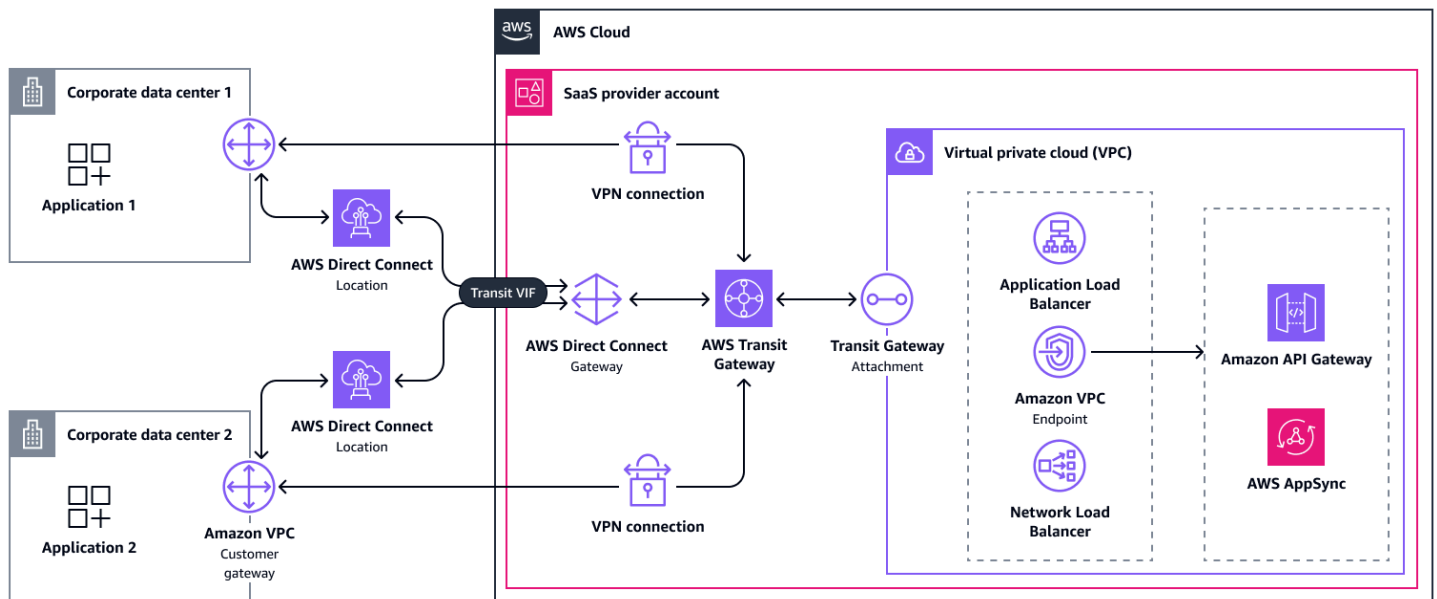 aws
AWS Cloud
Corporate data center 1
SaaS provider account
Application 1
VPN connection
Virtual private cloud (VPC)
AWS Direct Connect
Location
Transit VIF
AWS Direct Connect
Gateway
AWS Transit
Gateway
Transit Gateway
Attachment
Application Load
Balancer
Amazon VPC
Endpoint
Network Load
Balancer
</>
Amazon API Gateway
AWS AppSync
AWS Direct Connect
Location
Corporate data center 2
Application 2
Amazon VPC
Customer
gateway
VPN connection